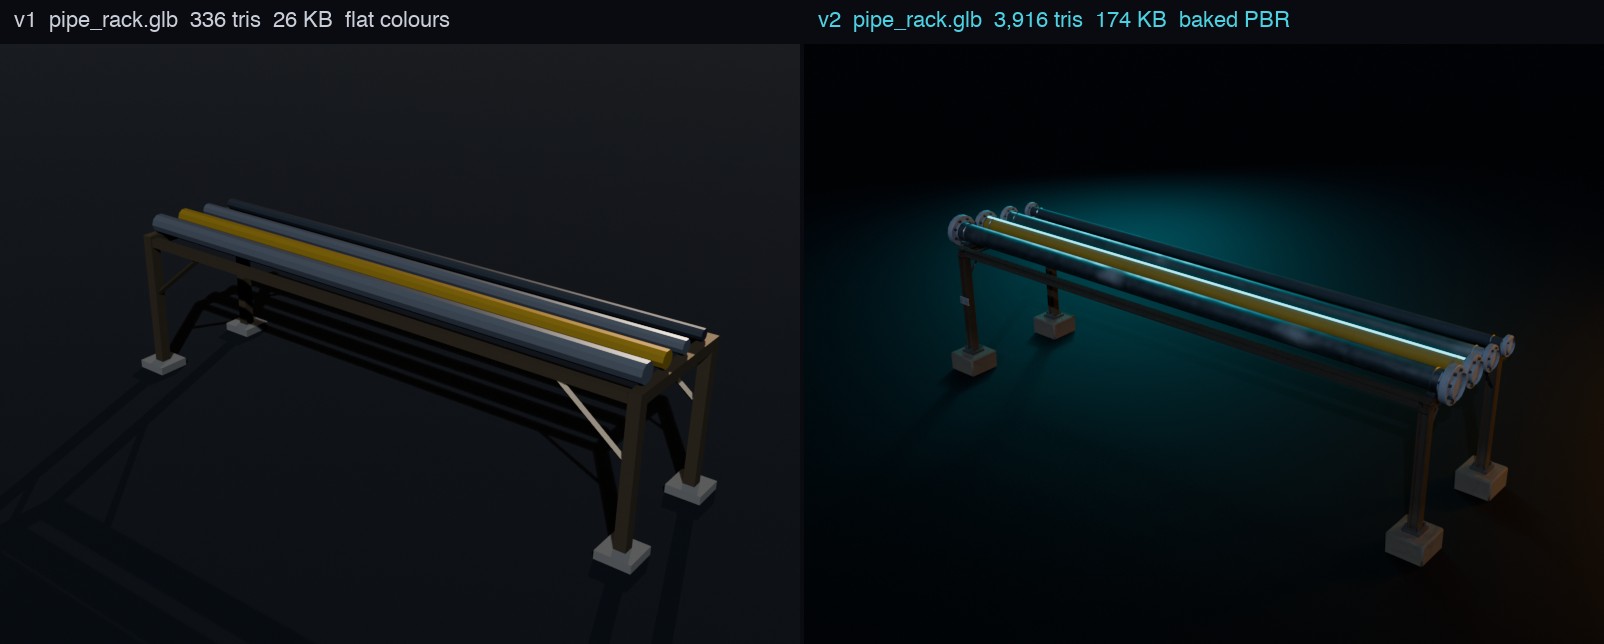 v1 pipe_rack.glb 336 tris 26 KB flat colours
v2 pipe_rack.glb 3,916 tris 174 KB baked PBR